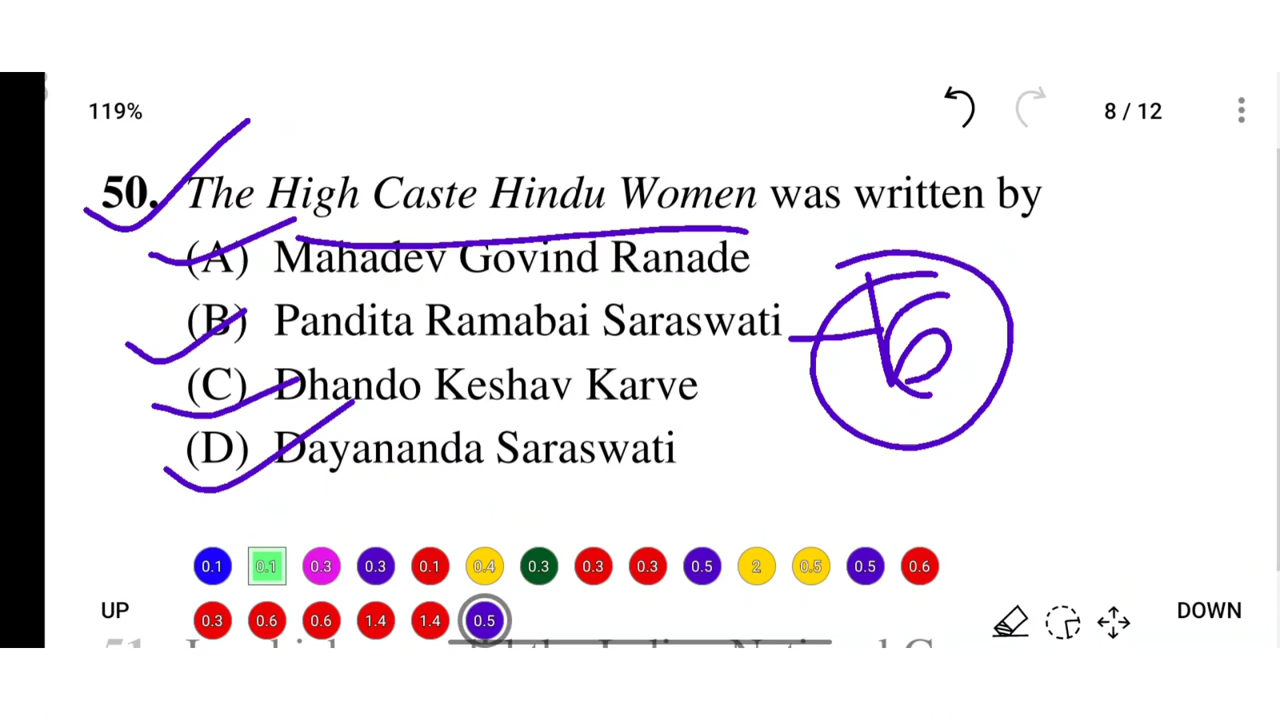 119%
8 / 12
50. The High Caste Hindu Women was written by
(A) Mahadev Govind Ranade
(B) Pandita Ramabai Saraswati
(C) Dhando Keshav Karve
(D) Dayananda Saraswati
0.1 0.1 0.3 0.3 0.1 0.4 0.3 0.3 0.3 0.5 2 0.5 0.5 0.6
UP 0.3 0.6 0.6 1.4 1.4 0.5 DOWN